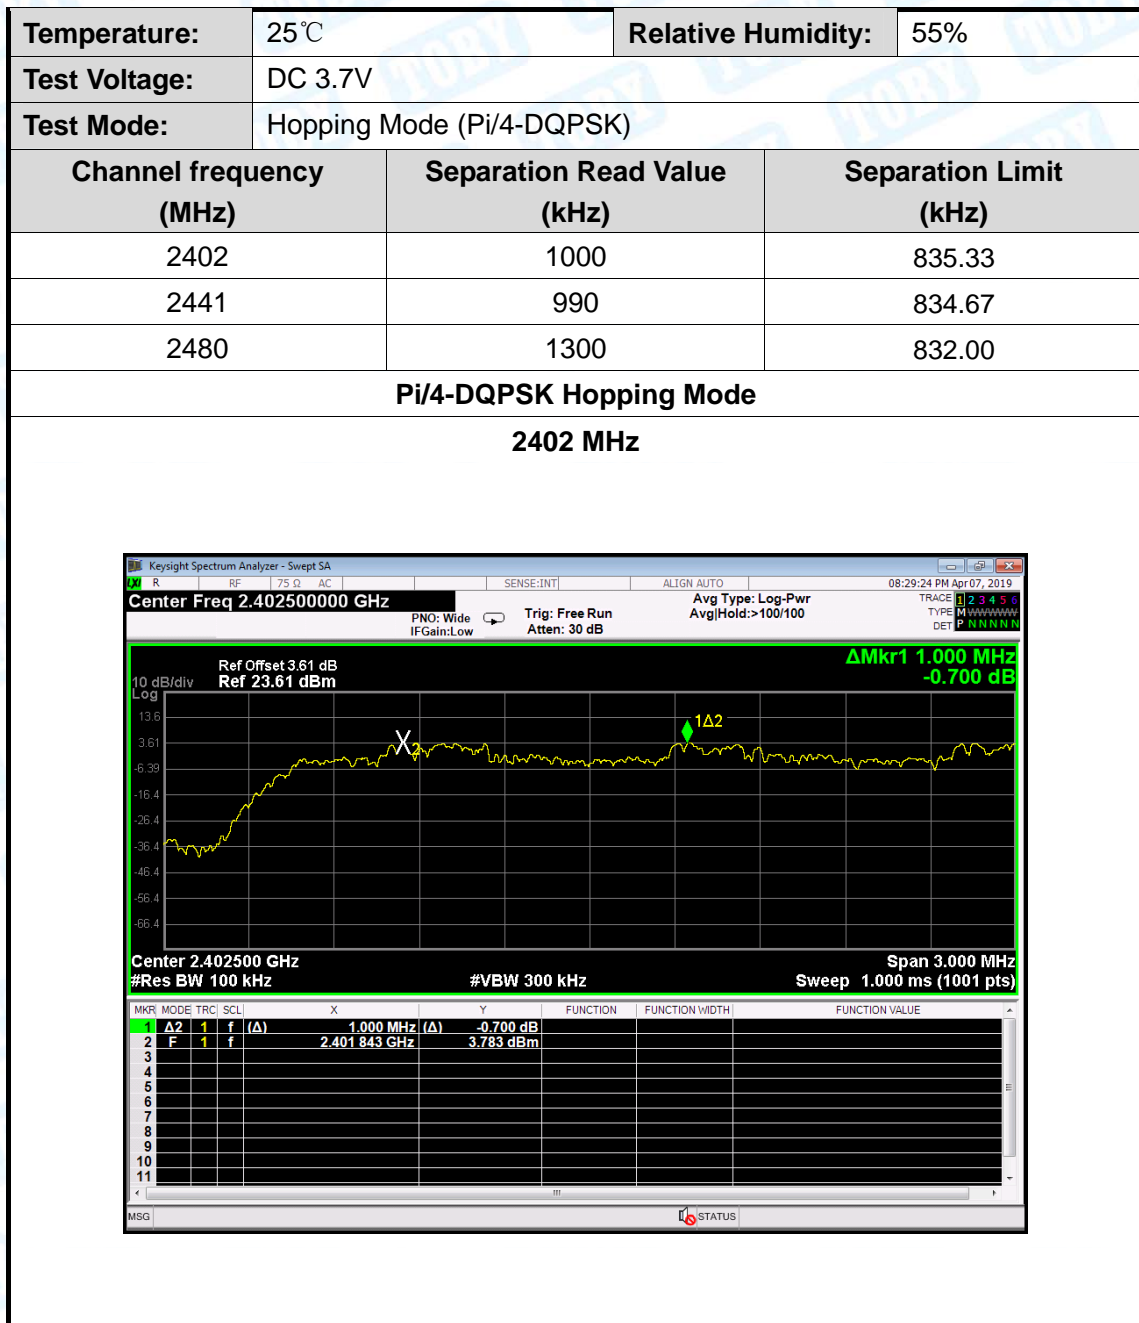 Temperature: 25℃ Relative Humidity: 55%
Test Voltage: DC 3.7V
Test Mode: Hopping Mode (Pi/4-DQPSK)
Channel frequency (MHz) Separation Read Value (kHz) Separation Limit (kHz)
2402 1000 835.33
2441 990 834.67
2480 1300 832.00
Pi/4-DQPSK Hopping Mode
2402 MHz
Keysight Spectrum Analyzer - Swept SA
LXI R RF 75 Ω AC SENSE:INT ALIGN AUTO 08:29:24 PM Apr 07, 2019
Center Freq 2.402500000 GHz
PNO: Wide
IFGain:Low
Trig: Free Run
Atten: 30 dB
Avg Type: Log-Pwr
Avg|Hold:>100/100
TRACE 1 2 3 4 5 6
TYPE M WWWWW
DET P N N N N N
ΔMkr1 1.000 MHz
-0.700 dB
Ref Offset 3.61 dB
10 dB/div Ref 23.61 dBm
Log
13.6
3.61
-6.39
-16.4
-26.4
-36.4
-46.4
-56.4
-66.4
1Δ2
X2
Center 2.402500 GHz Span 3.000 MHz
#Res BW 100 kHz #VBW 300 kHz Sweep 1.000 ms (1001 pts)
MKR MODE TRC SCL X Y FUNCTION FUNCTION WIDTH FUNCTION VALUE
1 Δ2 1 f (Δ) 1.000 MHz (Δ) -0.700 dB
2 F 1 f 2.401 843 GHz 3.783 dBm
3
4
5
6
7
8
9
10
11
MSG STATUS
TOBY